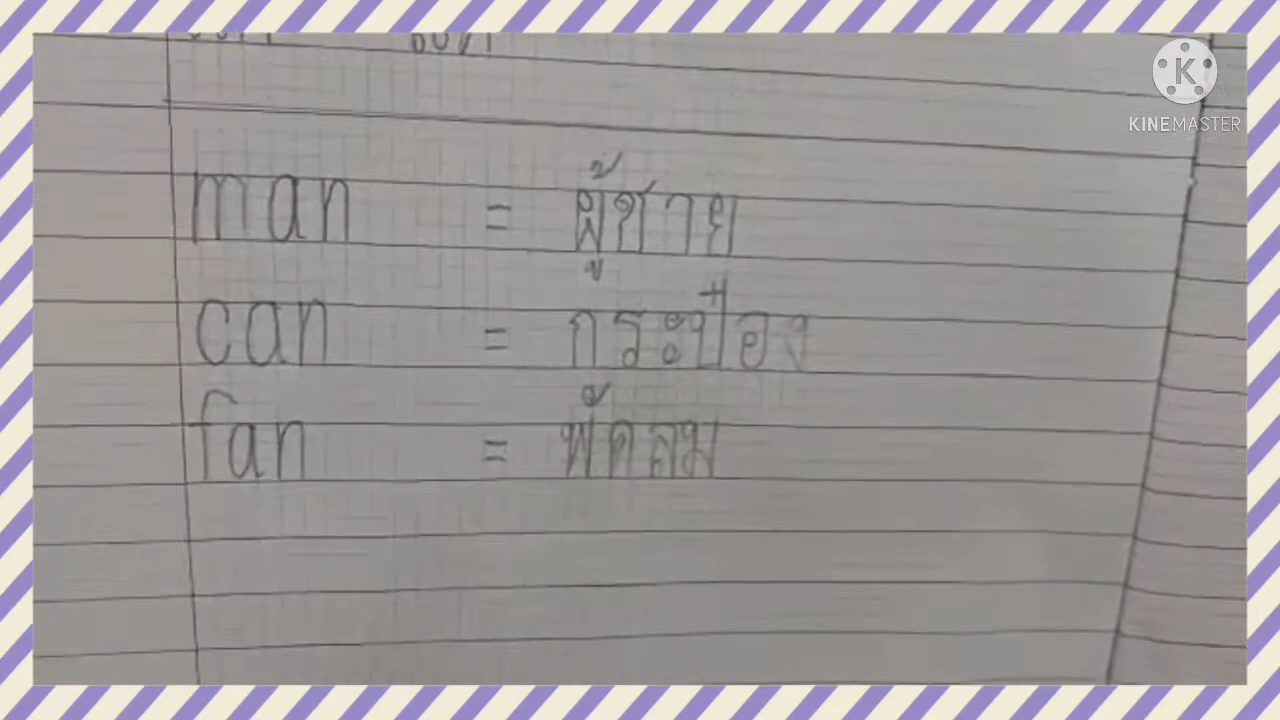 KINEMASTER
man = ผู้ชาย
can = กระป๋อง
fan = พัดลม